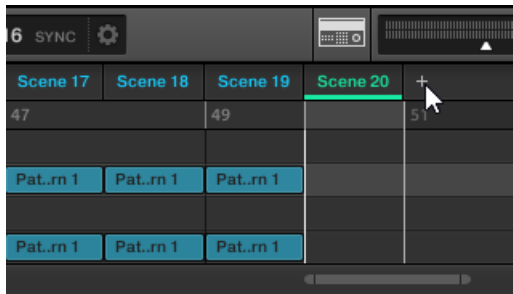 16 SYNC
Scene 17 Scene 18 Scene 19 Scene 20 +
47 49 51
Pat..rn 1 Pat..rn 1 Pat..rn 1
Pat..rn 1 Pat..rn 1 Pat..rn 1